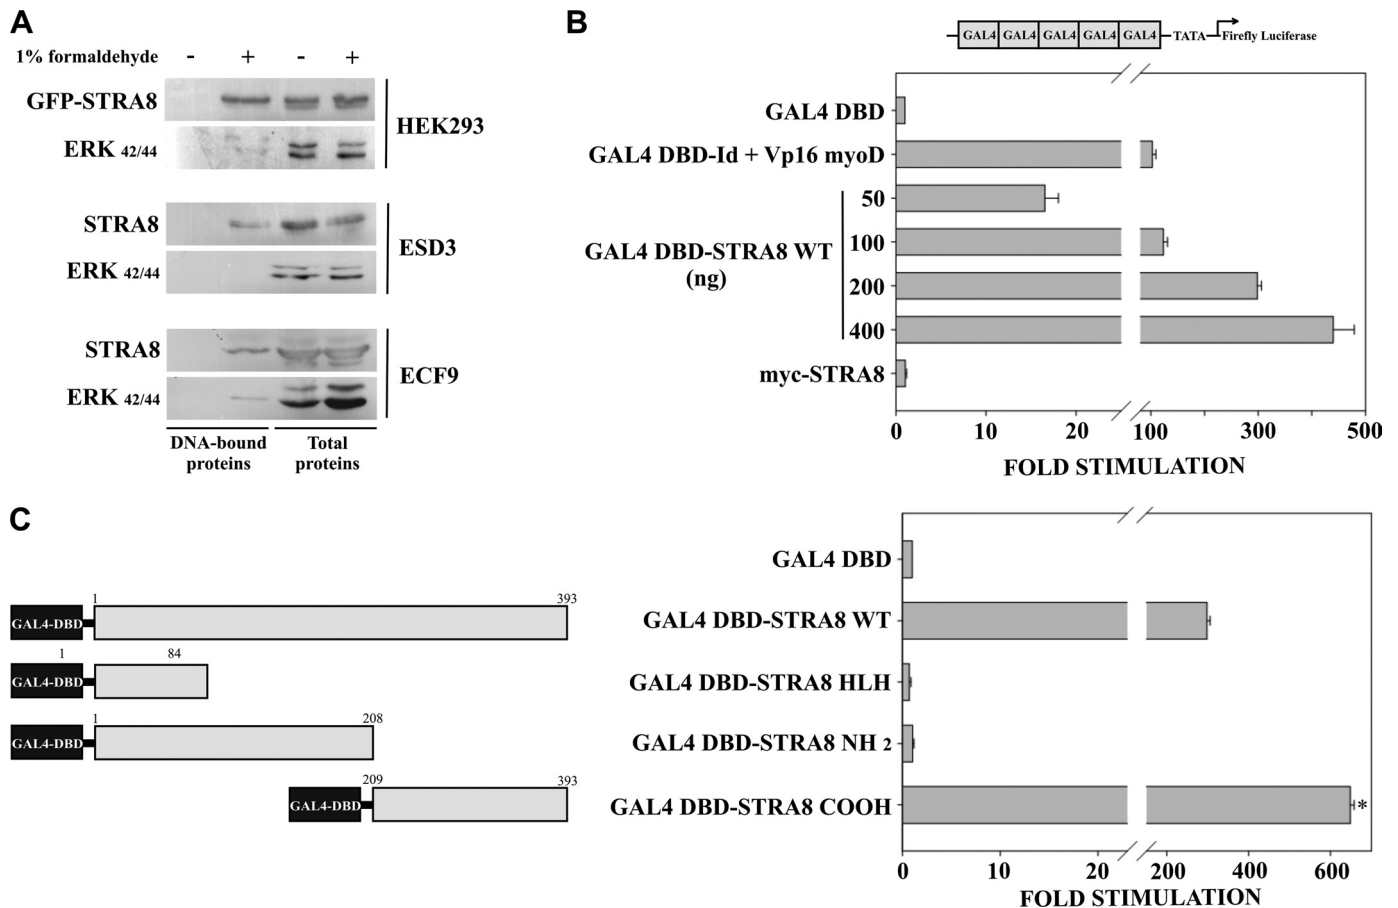 A
1% formaldehyde - + - +
GFP-STRA8
ERK 42/44
HEK293
STRA8
ERK 42/44
ESD3
STRA8
ERK 42/44
ECF9
DNA-bound proteins
Total proteins
B
GAL4 GAL4 GAL4 GAL4 GAL4 TATA Firefly Luciferase
GAL4 DBD
GAL4 DBD-Id + Vp16 myoD
GAL4 DBD-STRA8 WT
(ng)
50
100
200
400
myc-STRA8
0 10 20 100 300 500
FOLD STIMULATION
C
1 393
GAL4-DBD
1 84
GAL4-DBD
1 208
GAL4-DBD
209 393
GAL4-DBD
GAL4 DBD
GAL4 DBD-STRA8 WT
GAL4 DBD-STRA8 HLH
GAL4 DBD-STRA8 NH 2
GAL4 DBD-STRA8 COOH
*
0 10 20 200 400 600
FOLD STIMULATION